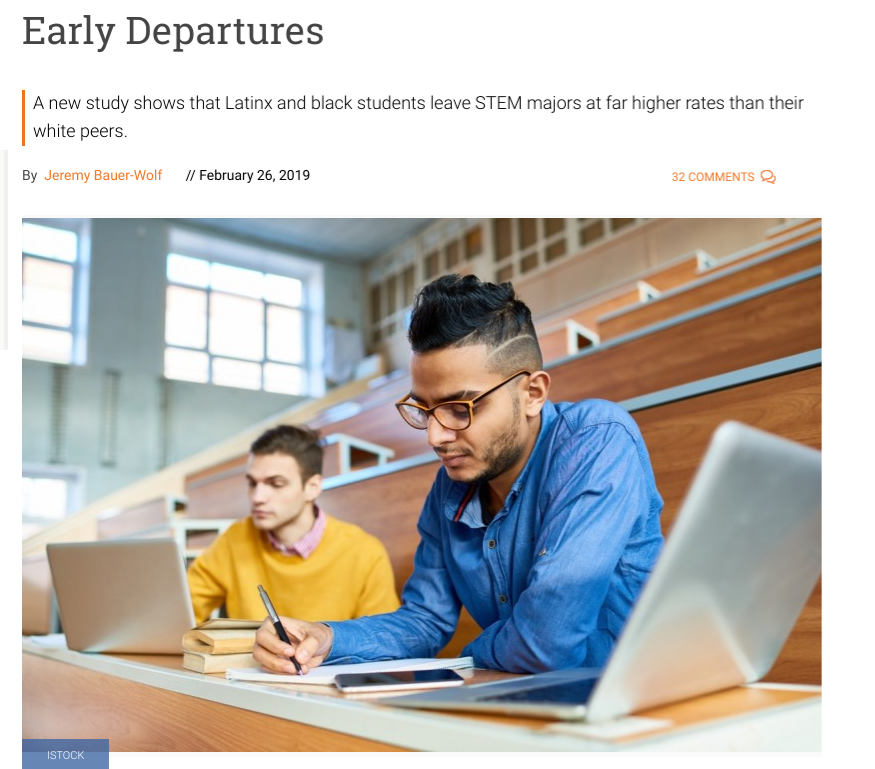 Early Departures
A new study shows that Latinx and black students leave STEM majors at far higher rates than their
white peers.
By Jeremy Bauer-Wolf // February 26, 2019
32 COMMENTS
ISTOCK